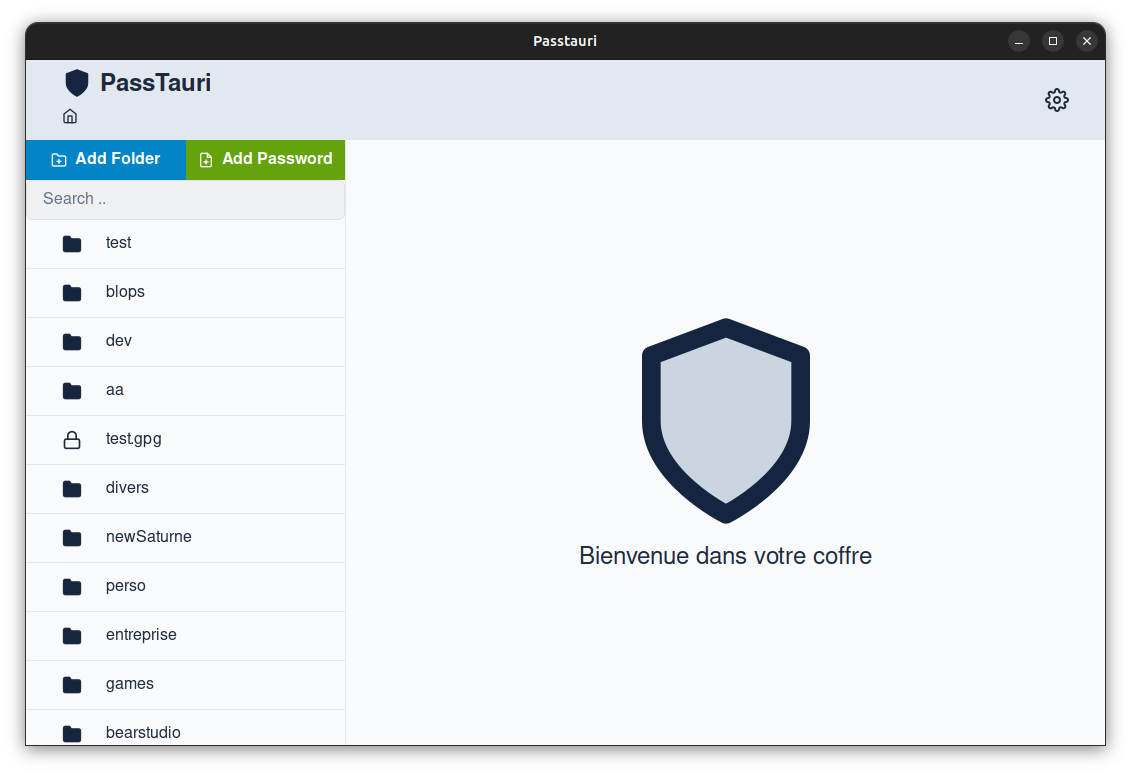 Passtauri
PassTauri
Add Folder
Add Password
Search ..
test
blops
dev
aa
test.gpg
divers
newSaturne
perso
entreprise
games
bearstudio
Bienvenue dans votre coffre